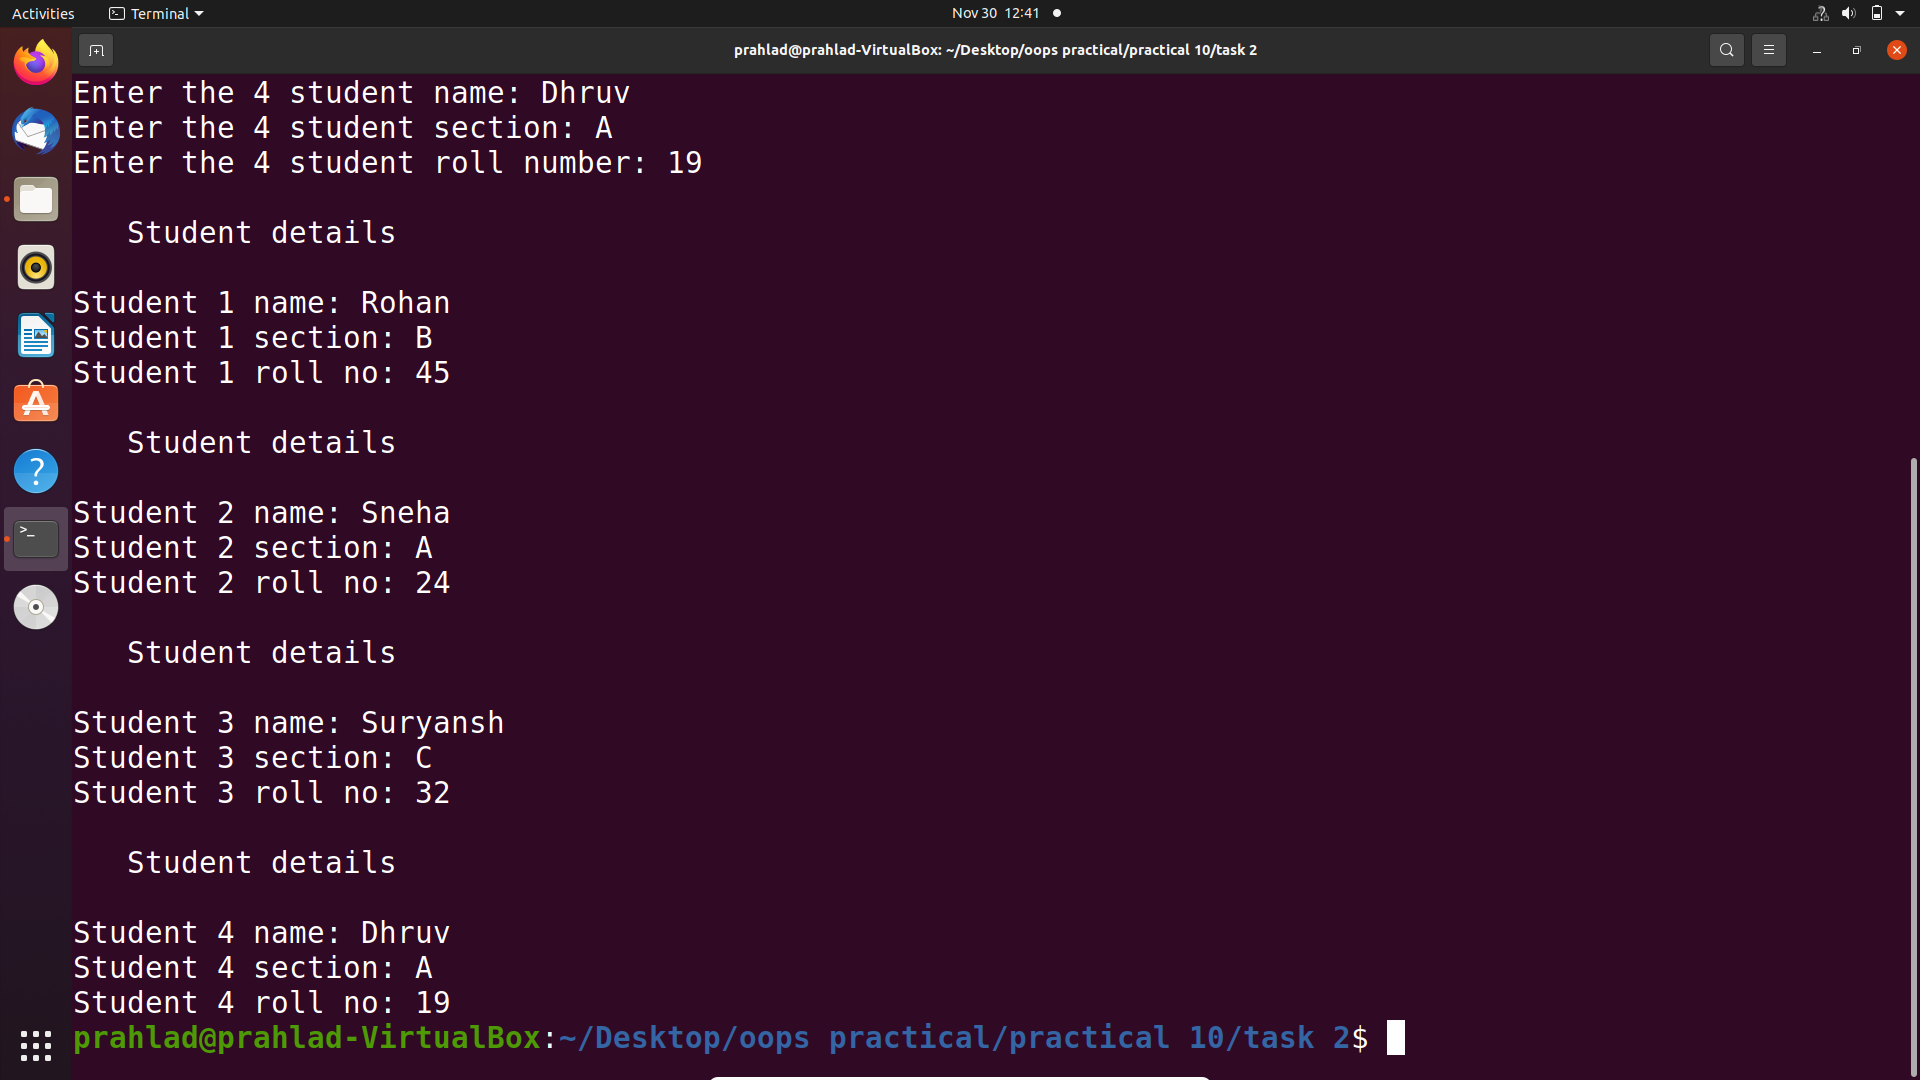 Activities
Terminal
Nov 30 12:41
prahlad@prahlad-VirtualBox: ~/Desktop/oops practical/practical 10/task 2
Enter the 4 student name: Dhruv
Enter the 4 student section: A
Enter the 4 student roll number: 19
Student details
Student 1 name: Rohan
Student 1 section: B
Student 1 roll no: 45
Student details
Student 2 name: Sneha
Student 2 section: A
Student 2 roll no: 24
Student details
Student 3 name: Suryansh
Student 3 section: C
Student 3 roll no: 32
Student details
Student 4 name: Dhruv
Student 4 section: A
Student 4 roll no: 19
prahlad@prahlad-VirtualBox:~/Desktop/oops practical/practical 10/task 2$